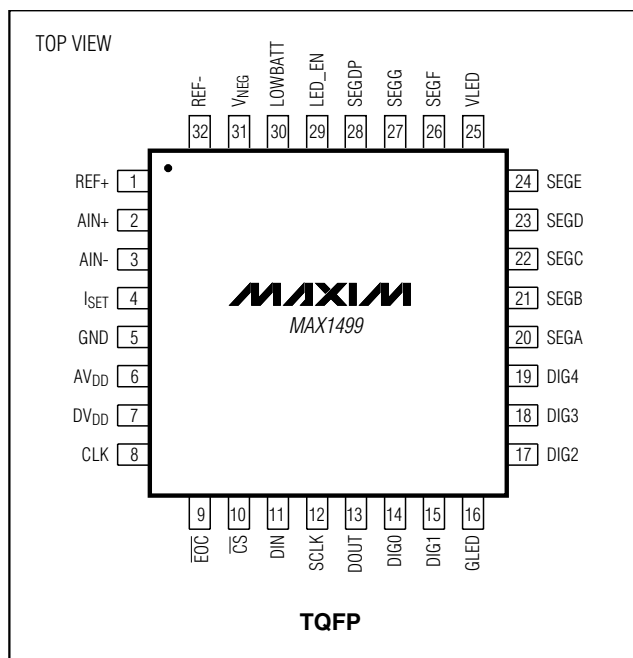 TOP VIEW
REF-
VNEG
LOWBATT
LED_EN
SEGDP
SEGG
SEGF
VLED
32
31
30
29
28
27
26
25
REF+ 1
AIN+ 2
AIN- 3
ISET 4
GND 5
AVDD 6
DVDD 7
CLK 8
24 SEGE
23 SEGD
22 SEGC
21 SEGB
20 SEGA
19 DIG4
18 DIG3
17 DIG2
MAXIM
MAX1499
9
10
11
12
13
14
15
16
E̅O̅C̅
C̅S̅
DIN
SCLK
DOUT
DIG0
DIG1
GLED
TQFP